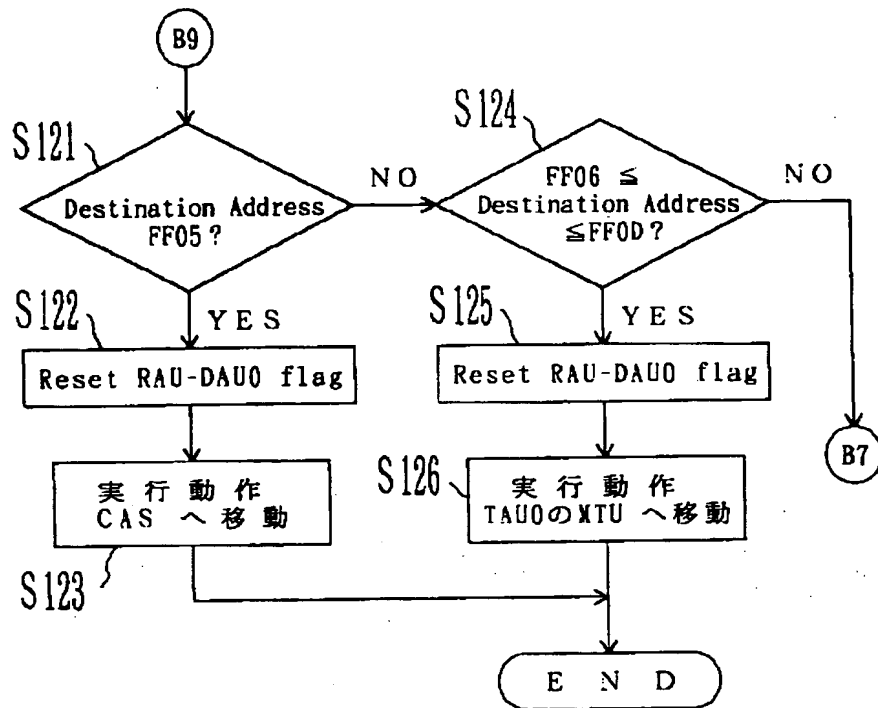 B9
S121
Destination Address
FF05?
NO
S124
FF06 ≦
Destination Address
≦FF0D?
NO
S122
YES
Reset RAU-DAU0 flag
S125
YES
Reset RAU-DAU0 flag
B7
実行動作
CAS へ移動
S123
S126
実行動作
TAU0のMTU へ移動
END